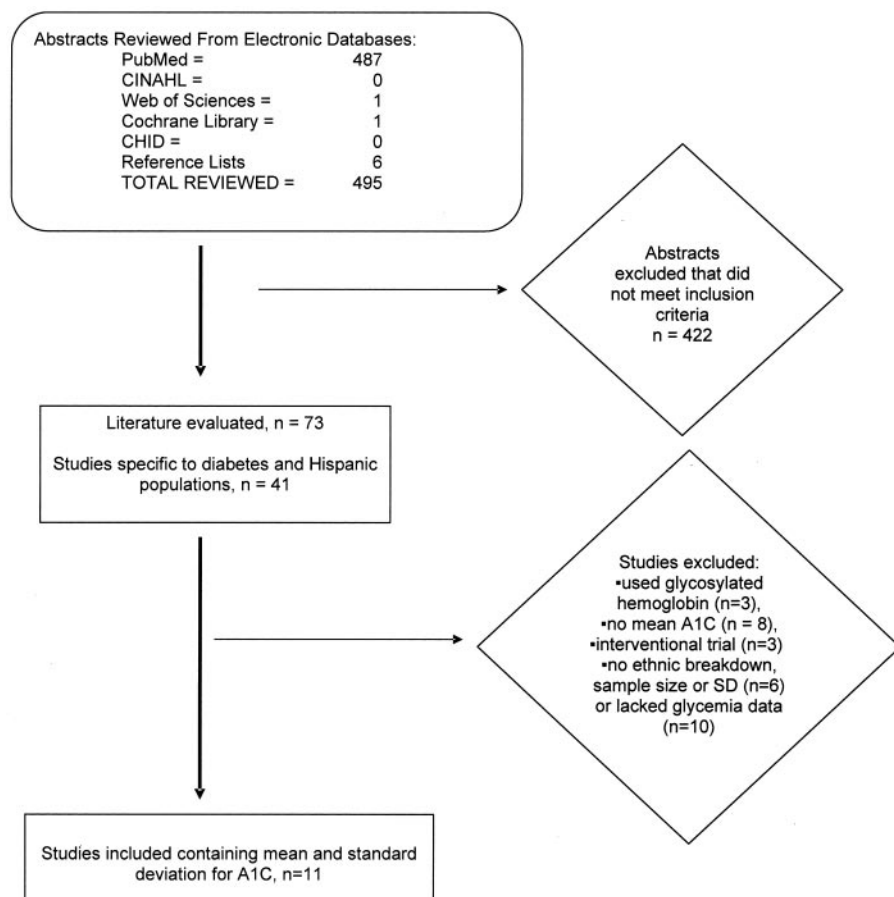 Abstracts Reviewed From Electronic Databases:
PubMed = 487
CINAHL = 0
Web of Sciences = 1
Cochrane Library = 1
CHID = 0
Reference Lists 6
TOTAL REVIEWED = 495
Abstracts
excluded that did
not meet inclusion
criteria
n = 422
Literature evaluated, n = 73
Studies specific to diabetes and Hispanic
populations, n = 41
Studies excluded:
▪used glycosylated
hemoglobin (n=3),
▪no mean A1C (n = 8),
▪interventional trial (n=3)
▪no ethnic breakdown,
sample size or SD (n=6)
or lacked glycemia data
(n=10)
Studies included containing mean and standard
deviation for A1C, n=11